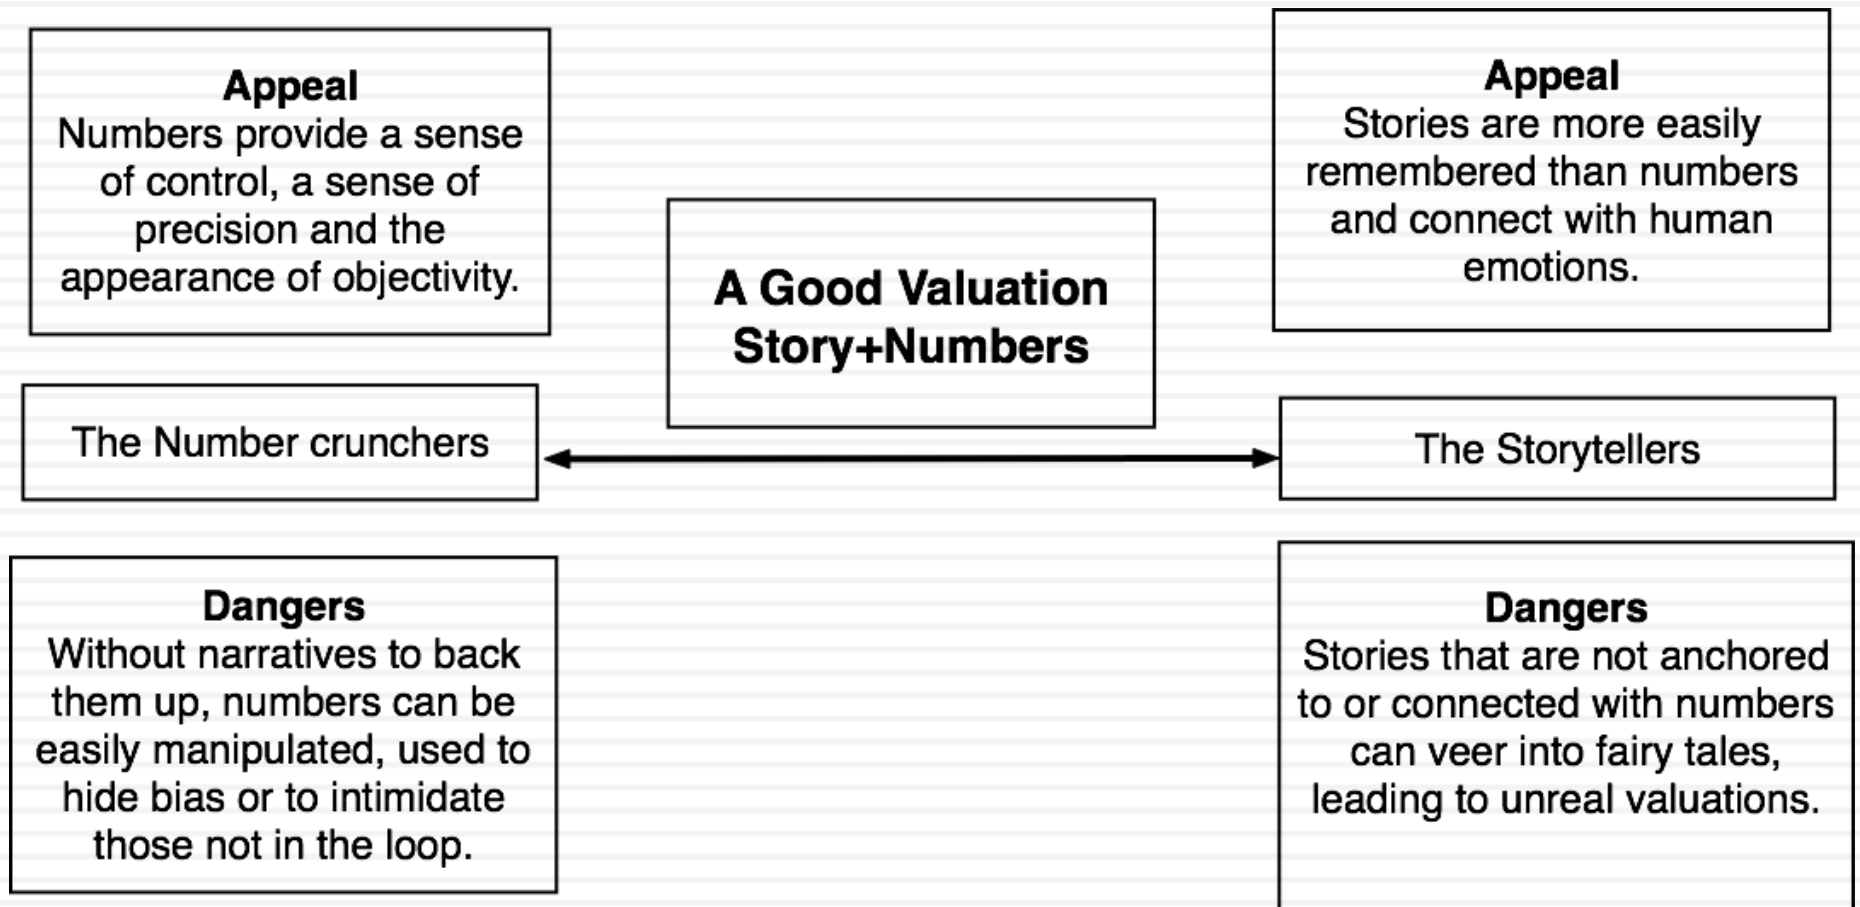 Appeal
Numbers provide a sense
of control, a sense of
precision and the
appearance of objectivity.
A Good Valuation
Story+Numbers
Appeal
Stories are more easily
remembered than numbers
and connect with human
emotions.
The Number crunchers
The Storytellers
Dangers
Without narratives to back
them up, numbers can be
easily manipulated, used to
hide bias or to intimidate
those not in the loop.
Dangers
Stories that are not anchored
to or connected with numbers
can veer into fairy tales,
leading to unreal valuations.